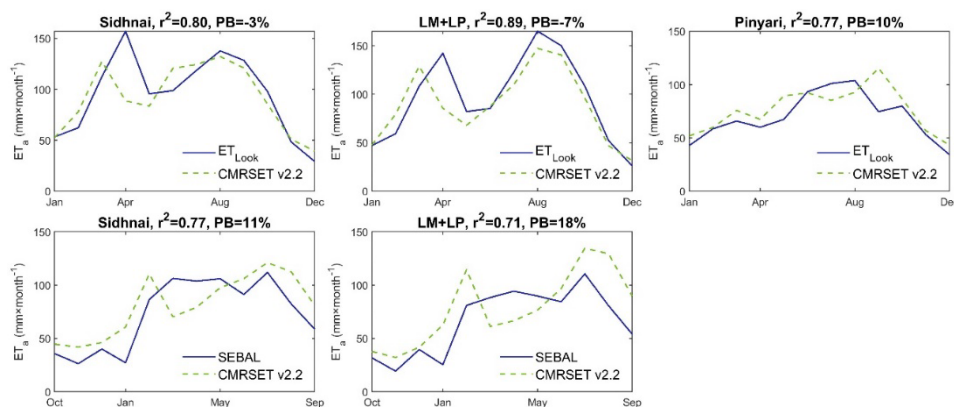 Sidhnai, r²=0.80, PB=-3%
ETa (mm×month⁻¹)
150
100
50
0
Jan
Apr
Aug
Dec
ETLook
CMRSET v2.2
LM+LP, r²=0.89, PB=-7%
ETa (mm×month⁻¹)
150
100
50
0
Jan
Apr
Aug
Dec
ETLook
CMRSET v2.2
Pinyari, r²=0.77, PB=10%
ETa (mm×month⁻¹)
150
100
50
0
Jan
Apr
Aug
Dec
ETLook
CMRSET v2.2
Sidhnai, r²=0.77, PB=11%
ETa (mm×month⁻¹)
150
100
50
0
Oct
Jan
May
Sep
SEBAL
CMRSET v2.2
LM+LP, r²=0.71, PB=18%
ETa (mm×month⁻¹)
150
100
50
0
Oct
Jan
May
Sep
SEBAL
CMRSET v2.2